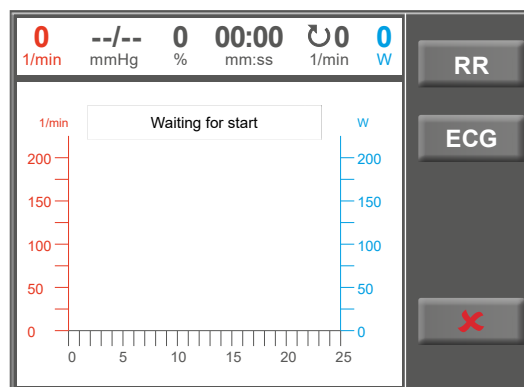 0 --/-- 0 00:00 ↻0 0
1/min mmHg % mm:ss 1/min W
RR
ECG
1/min Waiting for start W
200 200
150 150
100 100
50 50
0 0
0 5 10 15 20 25